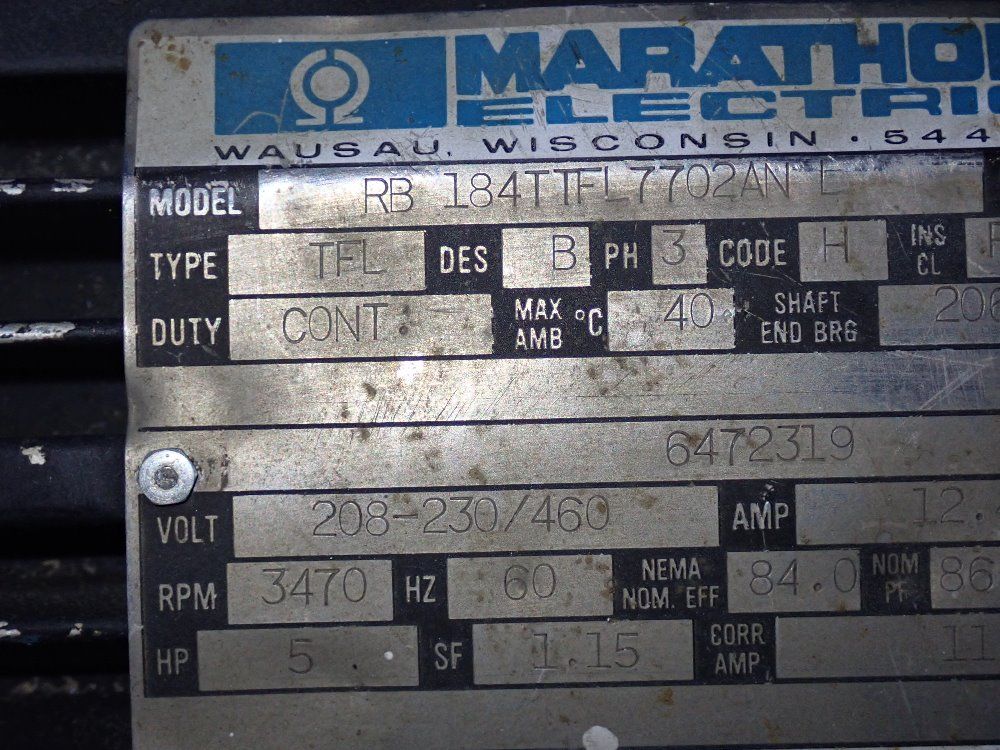 MARATHO
ELECTRIC
WAUSAU, WISCONSIN · 544
MODEL RB 184TTFL7702AN L
TYPE TFL DES B PH 3 CODE H INS CL
DUTY CONT. MAX AMB °C 40 SHAFT END BRG 206
6472319
VOLT 208-230/460 AMP 12.
RPM 3470 HZ 60 NEMA NOM. EFF 84.0 NOM PF 86
HP 5 SF 1.15 CORR AMP 11